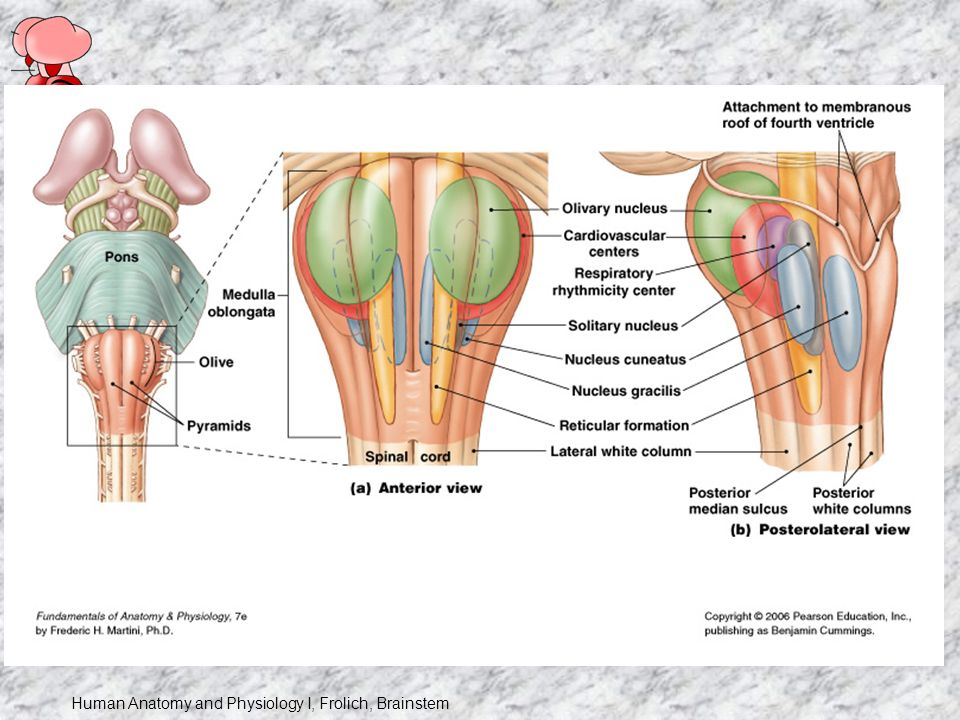 Attachment to membranous
roof of fourth ventricle
Pons
Olive
Pyramids
Medulla
oblongata
Olivary nucleus
Cardiovascular
centers
Respiratory
rhythmicity center
Solitary nucleus
Nucleus cuneatus
Nucleus gracilis
Reticular formation
Lateral white column
Spinal cord
(a) Anterior view
Posterior
median sulcus
Posterior
white columns
(b) Posterolateral view
Fundamentals of Anatomy & Physiology, 7e
by Frederic H. Martini, Ph.D.
Copyright © 2006 Pearson Education, Inc.,
publishing as Benjamin Cummings.
Human Anatomy and Physiology I, Frolich, Brainstem